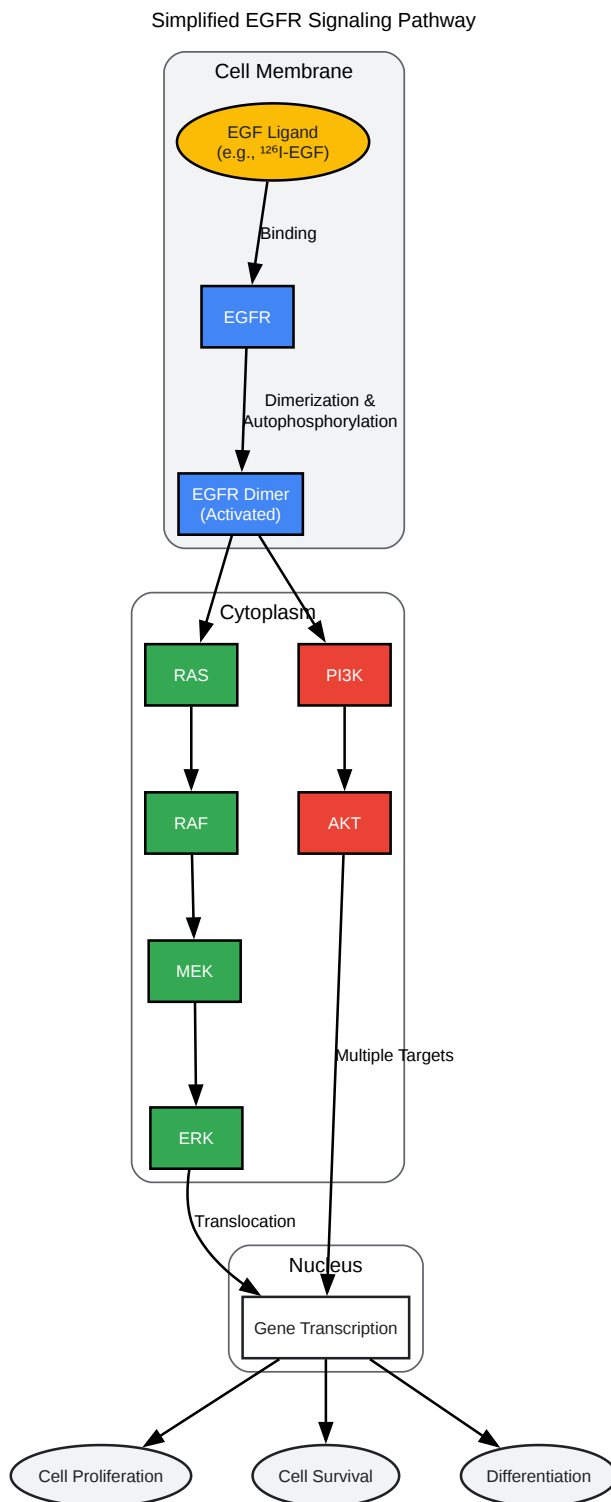 Simplified EGFR Signaling Pathway
Cell Membrane
EGF Ligand
(e.g., ¹²⁶I-EGF)
Binding
EGFR
Dimerization &
Autophosphorylation
EGFR Dimer
(Activated)
Cytoplasm
RAS
PI3K
RAF
AKT
MEK
Multiple Targets
ERK
Translocation
Nucleus
Gene Transcription
Cell Proliferation
Cell Survival
Differentiation